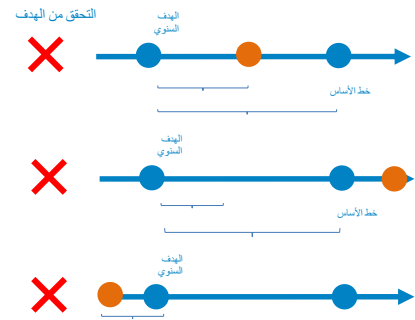 التحقق من الهدف
الهدف
السنوي
خط الأساس
الهدف
السنوي
خط الأساس
الهدف
السنوي